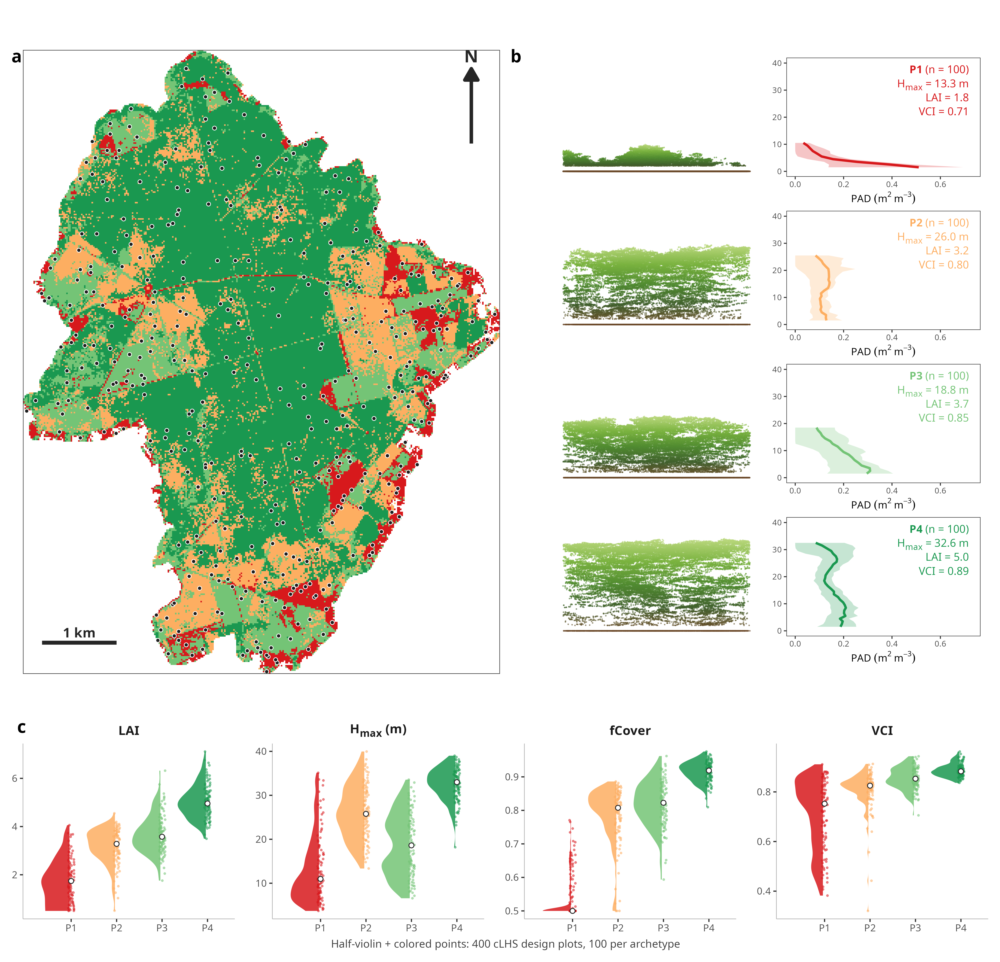 a
N
1 km
b
40
30
20
10
0
P1 (n = 100)
Hmax = 13.3 m
LAI = 1.8
VCI = 0.71
0.0 0.2 0.4 0.6
PAD (m² m⁻³)
40
30
20
10
0
P2 (n = 100)
Hmax = 26.0 m
LAI = 3.2
VCI = 0.80
0.0 0.2 0.4 0.6
PAD (m² m⁻³)
40
30
20
10
0
P3 (n = 100)
Hmax = 18.8 m
LAI = 3.7
VCI = 0.85
0.0 0.2 0.4 0.6
PAD (m² m⁻³)
40
30
20
10
0
P4 (n = 100)
Hmax = 32.6 m
LAI = 5.0
VCI = 0.89
0.0 0.2 0.4 0.6
PAD (m² m⁻³)
c
LAI
6
4
2
P1 P2 P3 P4
Hmax (m)
40
30
20
10
P1 P2 P3 P4
fCover
0.9
0.8
0.7
0.6
0.5
P1 P2 P3 P4
VCI
0.8
0.6
0.4
P1 P2 P3 P4
Half-violin + colored points: 400 cLHS design plots, 100 per archetype